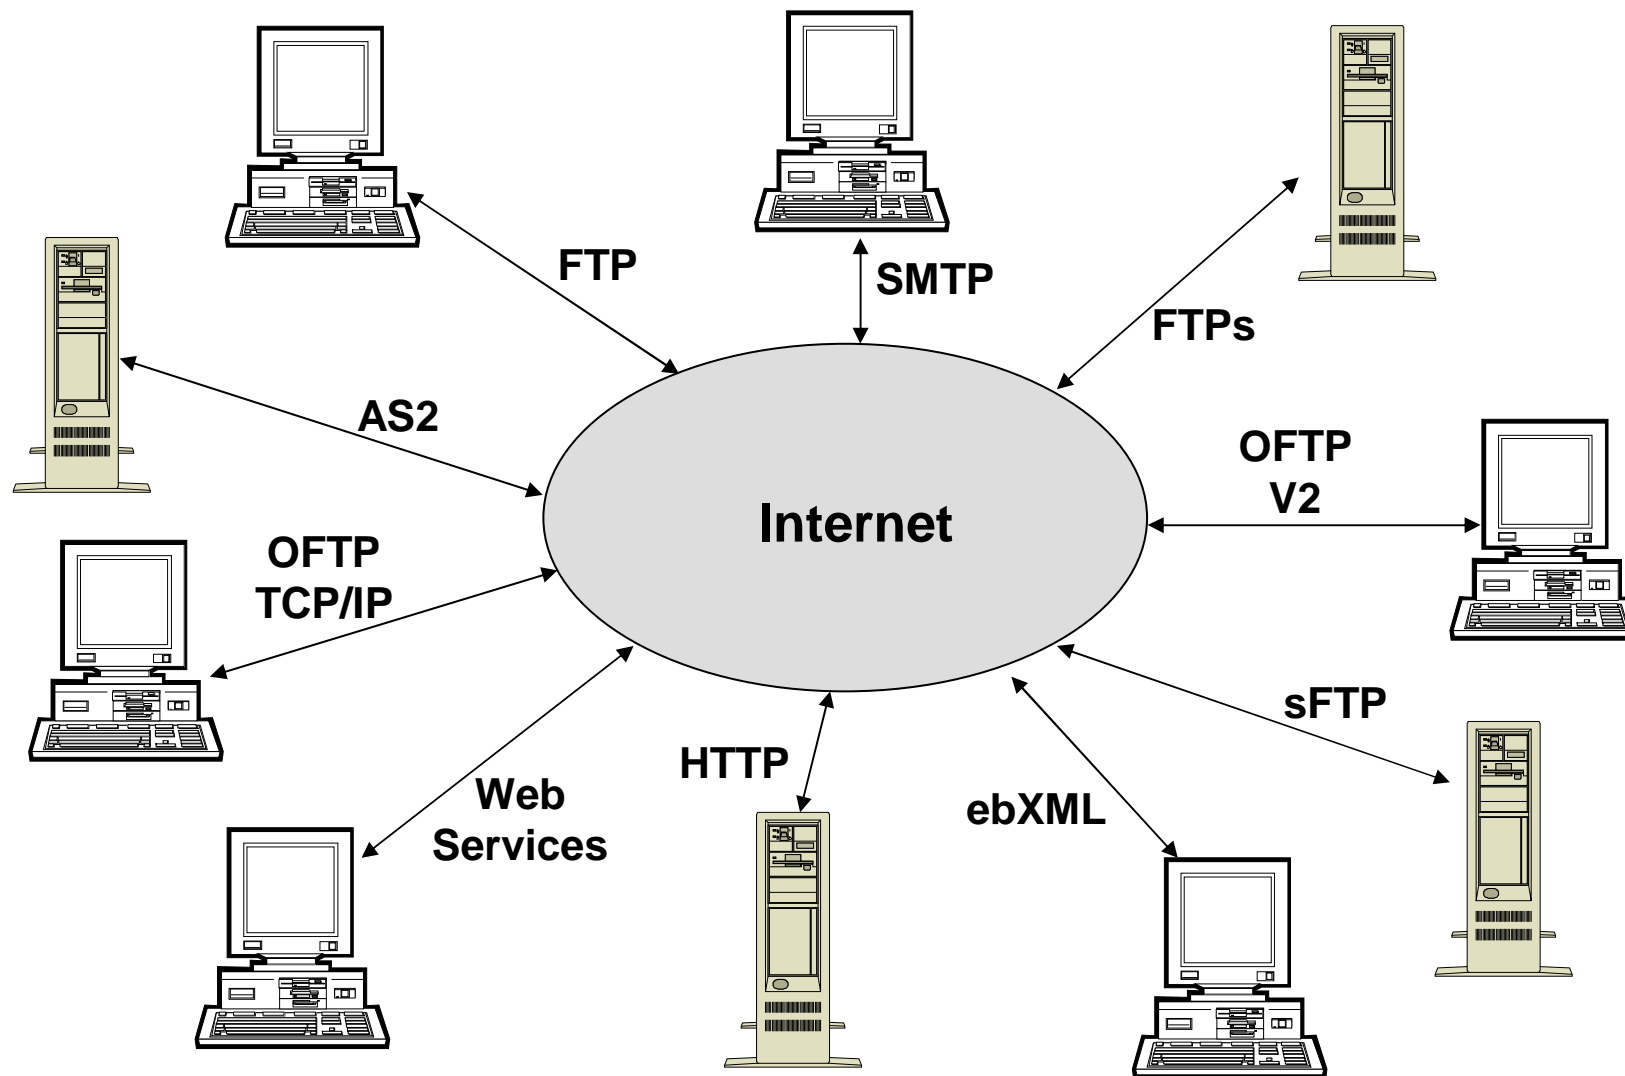 FTP
SMTP
FTPs
AS2
OFTP
V2
Internet
OFTP
TCP/IP
sFTP
HTTP
Web
Services
ebXML